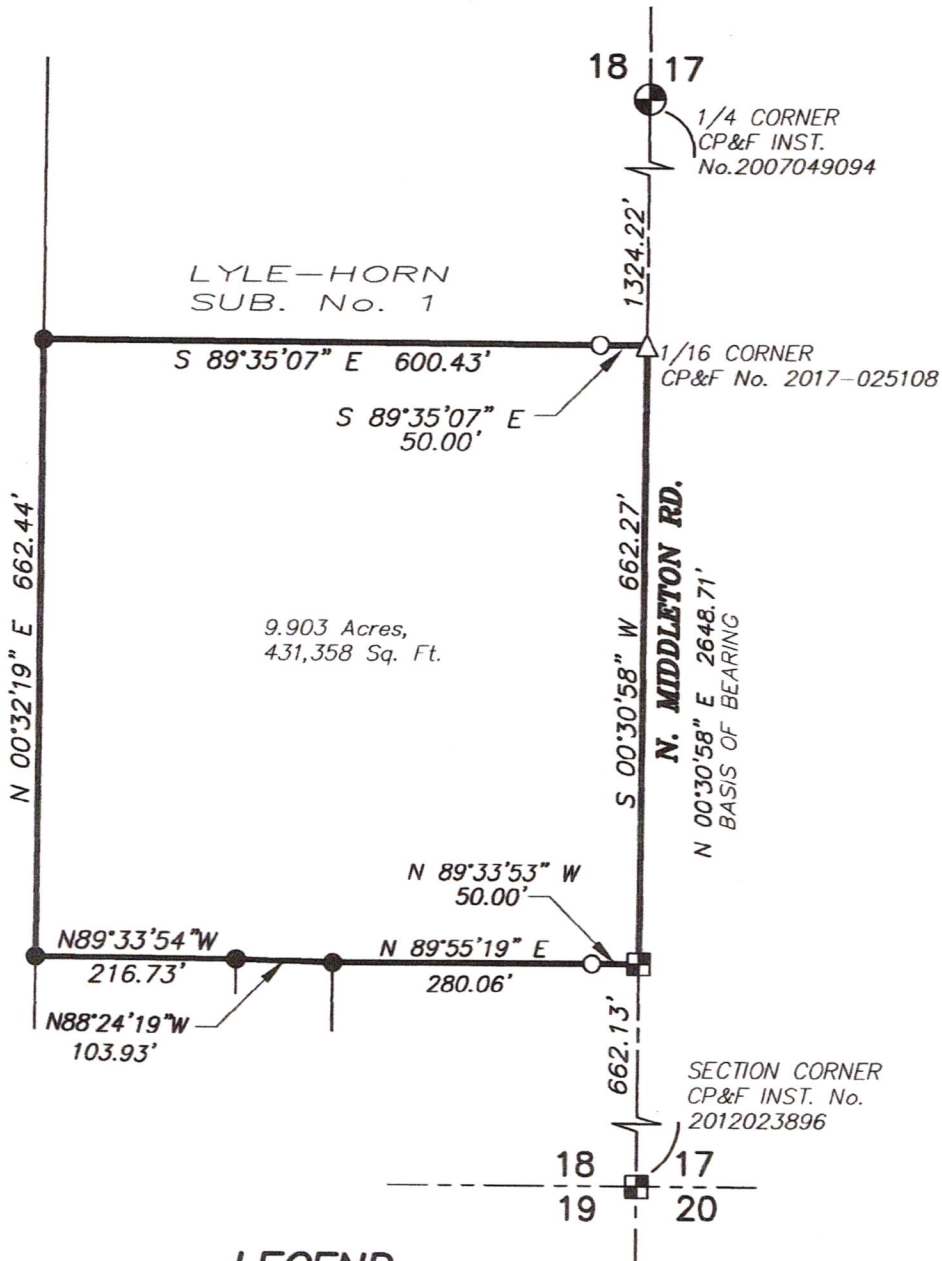 18 17
1/4 CORNER
CP&F INST.
No.2007049094
1324.22'
LYLE-HORN
SUB. No. 1
S 89°35'07" E 600.43'
1/16 CORNER
CP&F No. 2017-025108
S 89°35'07" E
50.00'
N 00°32'19" E 662.44'
S 00°30'58" W 662.27'
N. MIDDLETON RD.
N 00°30'58" E 2648.71'
BASIS OF BEARING
9.903 Acres,
431,358 Sq. Ft.
N 89°33'53" W
50.00'
N89°33'54"W
216.73'
N 89°55'19" E
280.06'
N88°24'19"W
103.93'
662.13'
SECTION CORNER
CP&F INST. No.
2012023896
18 17
19 20
LEGEND